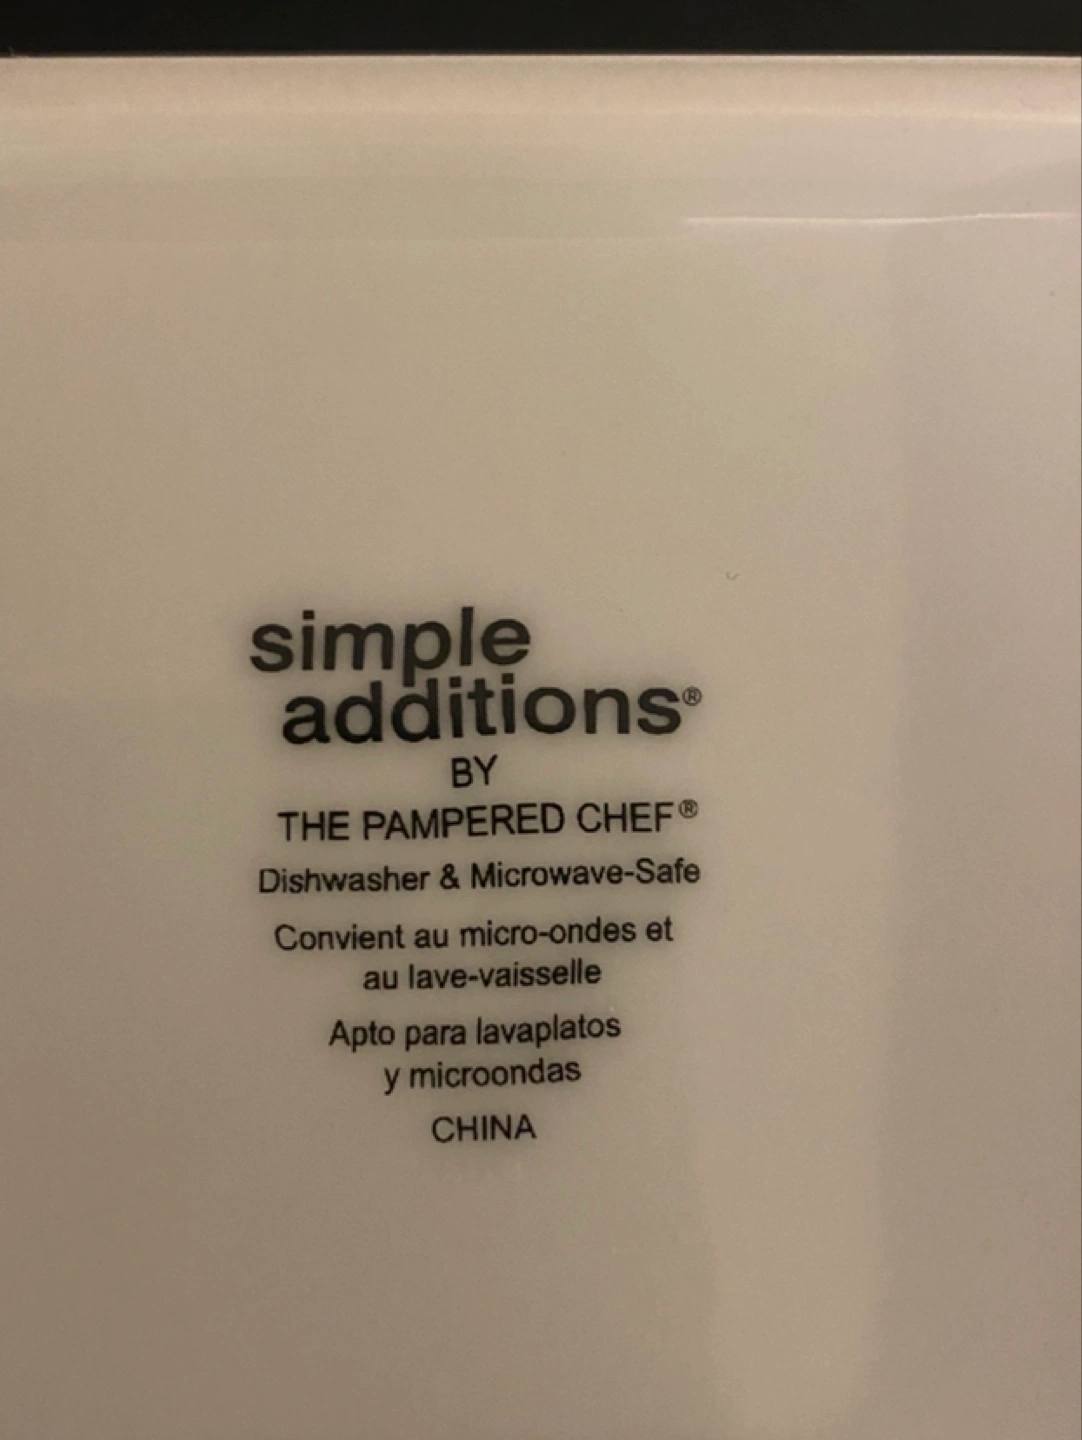 simple
additions®
BY
THE PAMPERED CHEF®
Dishwasher & Microwave-Safe
Convient au micro-ondes et
au lave-vaisselle
Apto para lavaplatos
y microondas
CHINA